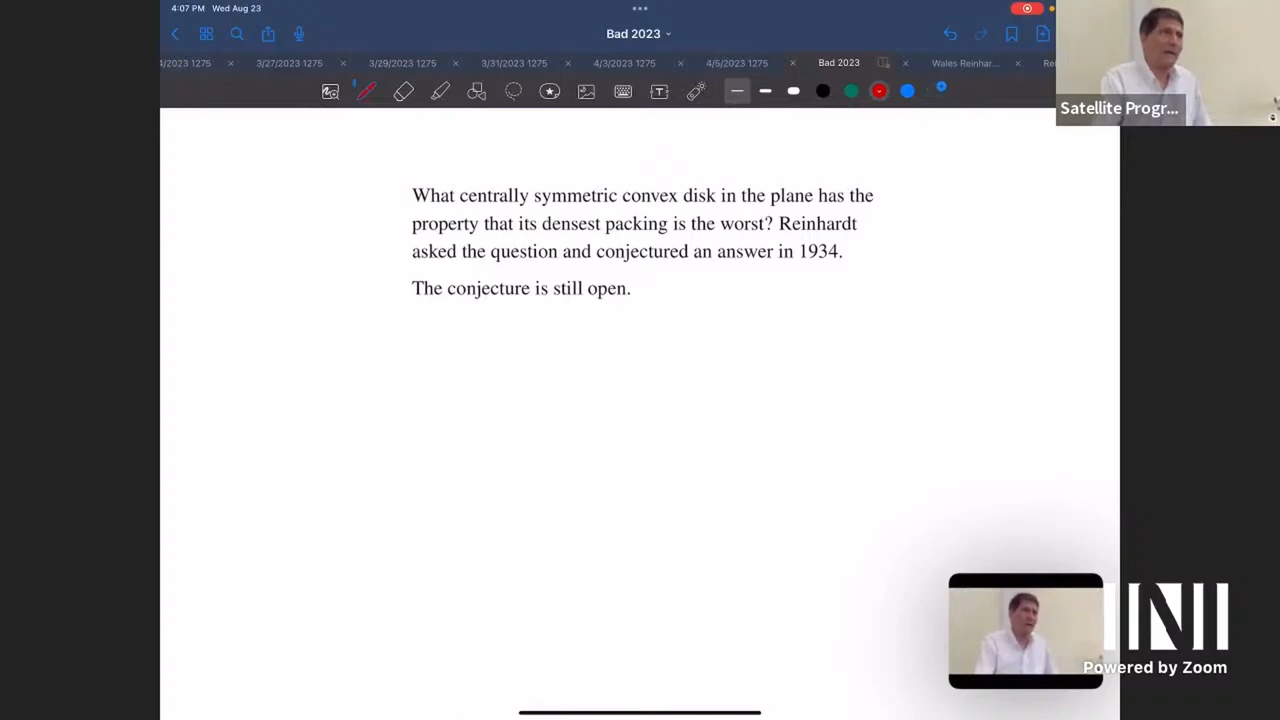 4:07 PM Wed Aug 23
Bad 2023
4/2023 1275
3/27/2023 1275
3/29/2023 1275
3/31/2023 1275
4/3/2023 1275
4/5/2023 1275
Bad 2023
Wales Reinhar...
Satellite Progr...
What centrally symmetric convex disk in the plane has the
property that its densest packing is the worst? Reinhardt
asked the question and conjectured an answer in 1934.
The conjecture is still open.
INI
Powered by Zoom